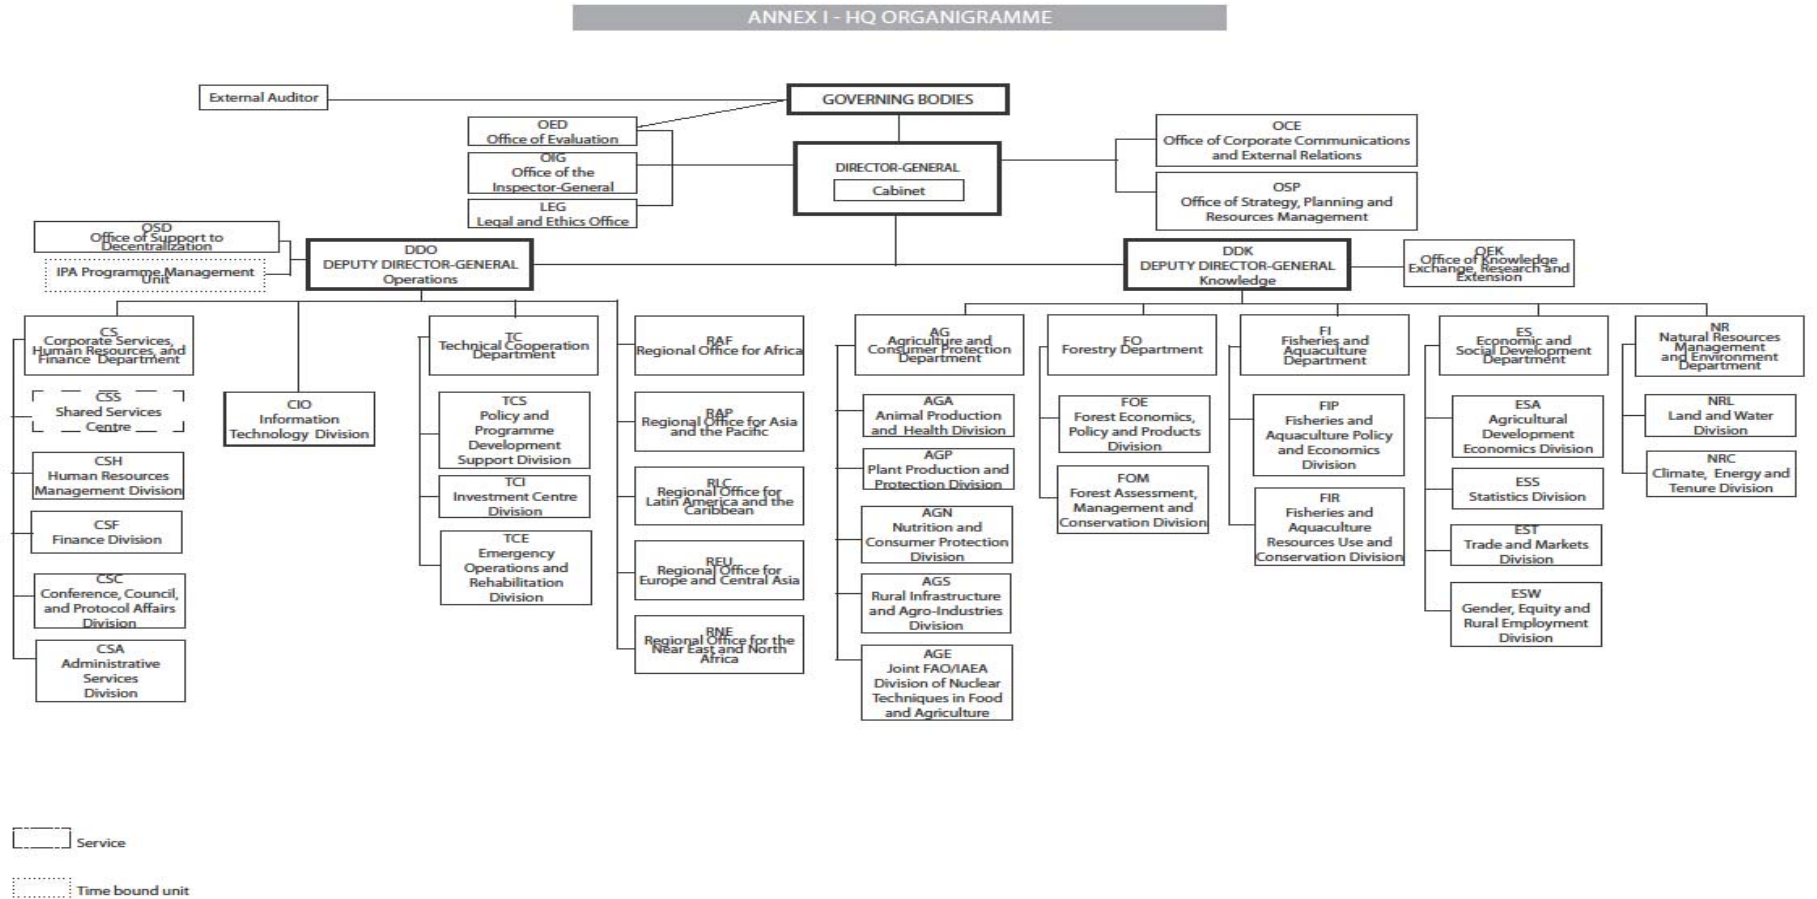 ANNEX I - HQ ORGANIGRAMME
External Auditor
GOVERNING BODIES
OED
Office of Evaluation
OIG
Office of the
Inspector-General
LEG
Legal and Ethics Office
DIRECTOR-GENERAL
Cabinet
OCE
Office of Corporate Communications
and External Relations
OSP
Office of Strategy, Planning and
Resources Management
OSD
Office of Support to
Decentralization
IPA Programme Management
Unit
DDO
DEPUTY DIRECTOR-GENERAL
Operations
DDK
DEPUTY DIRECTOR-GENERAL
Knowledge
OEK
Office of Knowledge
Exchange, Research and
Extension
CS
Corporate Services,
Human Resources, and
Finance Department
CSS
Shared Services
Centre
CSH
Human Resources
Management Division
CSF
Finance Division
CSC
Conference, Council,
and Protocol Affairs
Division
CSA
Administrative
Services
Division
CIO
Information
Technology Division
TC
Technical Cooperation
Department
TCS
Policy and
Programme
Development
Support Division
TCI
Investment Centre
Division
TCE
Emergency
Operations and
Rehabilitation
Division
RAF
Regional Office for Africa
RAP
Regional Office for Asia
and the Pacific
RLC
Regional Office for
Latin America and the
Caribbean
REU
Regional Office for
Europe and Central Asia
RNE
Regional Office for the
Near East and North
Africa
AG
Agriculture and
Consumer Protection
Department
AGA
Animal Production
and Health Division
AGP
Plant Production and
Protection Division
AGN
Nutrition and
Consumer Protection
Division
AGS
Rural Infrastructure
and Agro-Industries
Division
AGE
Joint FAO/IAEA
Division of Nuclear
Techniques in Food
and Agriculture
FO
Forestry Department
FOE
Forest Economics,
Policy and Products
Division
FOM
Forest Assessment,
Management and
Conservation Division
FI
Fisheries and
Aquaculture
Department
FIP
Fisheries and
Aquaculture Policy
and Economics
Division
FIR
Fisheries and
Aquaculture
Resources Use and
Conservation Division
ES
Economic and
Social Development
Department
ESA
Agricultural
Development
Economics Division
ESS
Statistics Division
EST
Trade and Markets
Division
ESW
Gender, Equity and
Rural Employment
Division
NR
Natural Resources
Management
and Environment
Department
NRL
Land and Water
Division
NRC
Climate, Energy and
Tenure Division
Service
Time bound unit